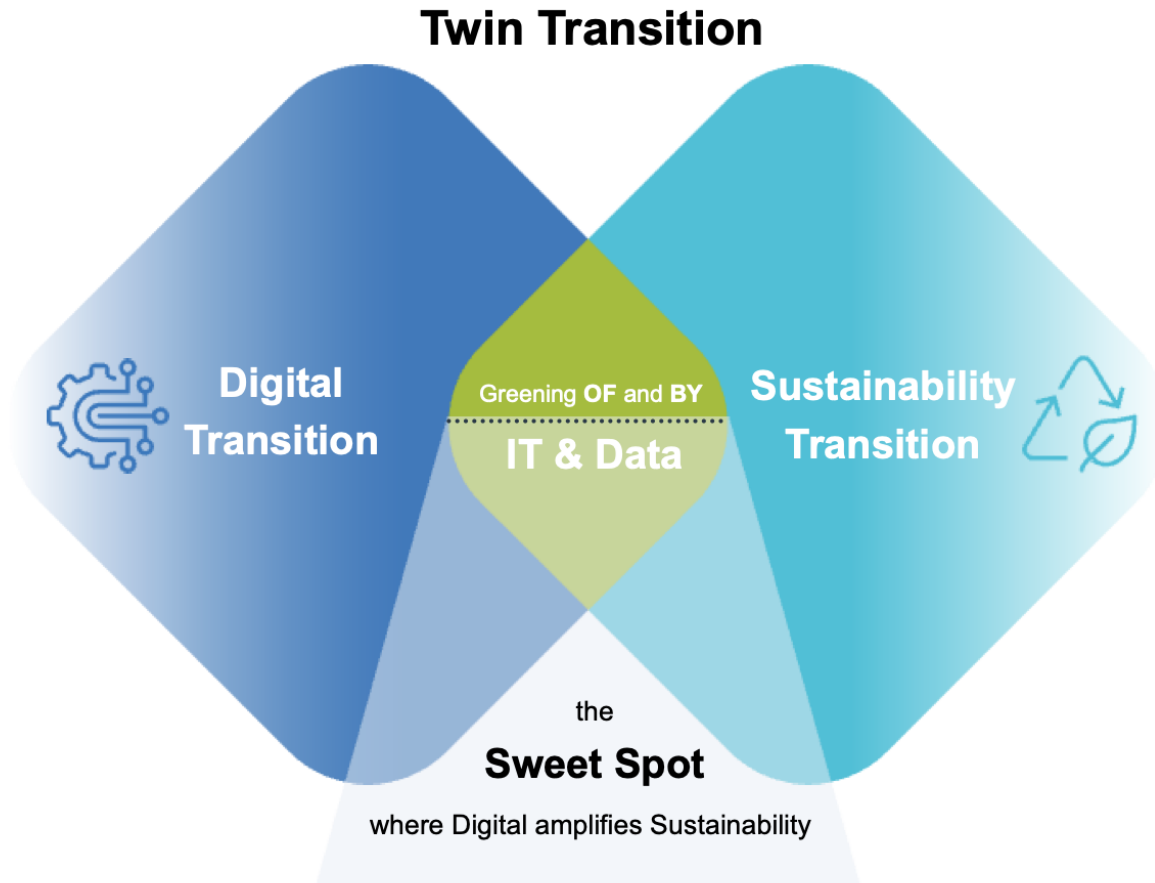 Twin Transition
Digital
Transition
Greening OF and BY
IT & Data
Sustainability
Transition
the
Sweet Spot
where Digital amplifies Sustainability